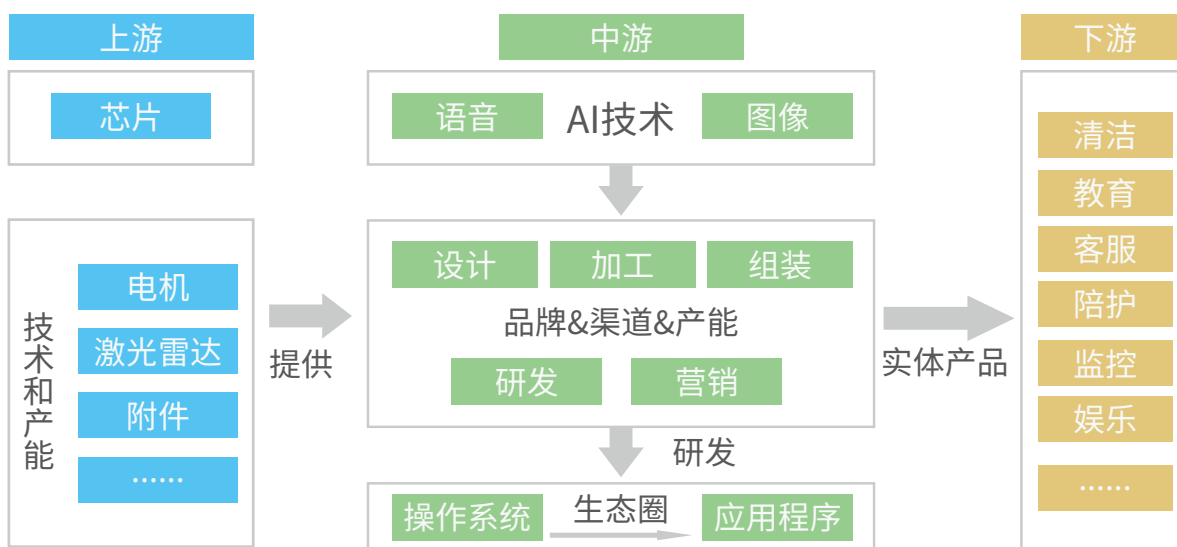 上游
芯片
技术和产能
电机
激光雷达
附件
……
提供
中游
语音 AI技术 图像
设计 加工 组装
品牌&渠道&产能
研发 营销
研发
操作系统 生态圈 应用程序
实体产品
下游
清洁
教育
客服
陪护
监控
娱乐
……